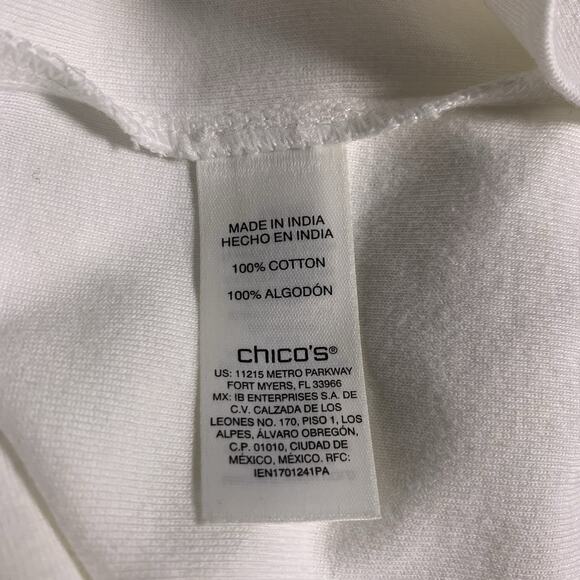 MADE IN INDIA
HECHO EN INDIA
100% COTTON
100% ALGODÓN
chico's®
US: 11215 METRO PARKWAY
FORT MYERS, FL 33966
MX: IB ENTERPRISES S.A. DE
C.V. CALZADA DE LOS
LEONES NO. 170, PISO 1, LOS
ALPES, ÁLVARO OBREGÓN,
C.P. 01010, CIUDAD DE
MÉXICO, MÉXICO. RFC:
IEN1701241PA